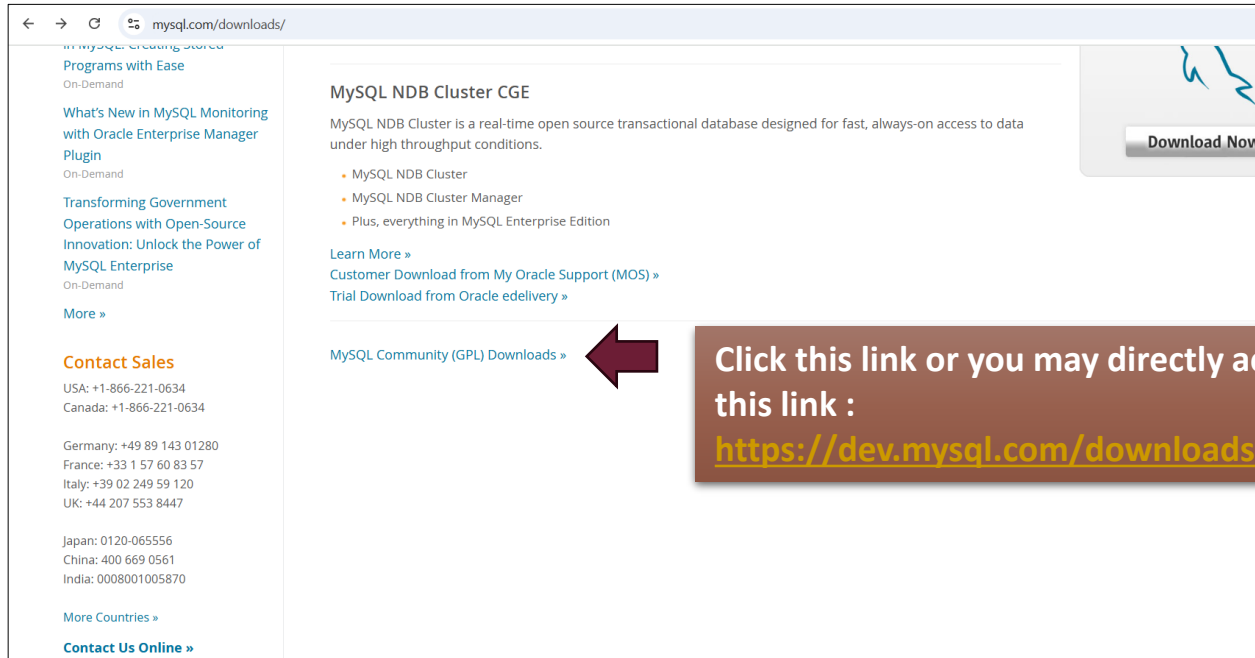 mysql.com/downloads/
Programs with Ease
On-Demand
What's New in MySQL Monitoring
with Oracle Enterprise Manager
Plugin
On-Demand
Transforming Government
Operations with Open-Source
Innovation: Unlock the Power of
MySQL Enterprise
On-Demand
More »
Contact Sales
USA: +1-866-221-0634
Canada: +1-866-221-0634
Germany: +49 89 143 01280
France: +33 1 57 60 83 57
Italy: +39 02 249 59 120
UK: +44 207 553 8447
Japan: 0120-065556
China: 400 669 0561
India: 0008001005870
More Countries »
Contact Us Online »
MySQL NDB Cluster CGE
MySQL NDB Cluster is a real-time open source transactional database designed for fast, always-on access to data
under high throughput conditions.
• MySQL NDB Cluster
• MySQL NDB Cluster Manager
• Plus, everything in MySQL Enterprise Edition
Learn More »
Customer Download from My Oracle Support (MOS) »
Trial Download from Oracle edelivery »
MySQL Community (GPL) Downloads »
Click this link or you may directly
this link :
https://dev.mysql.com/downloads
Download Now